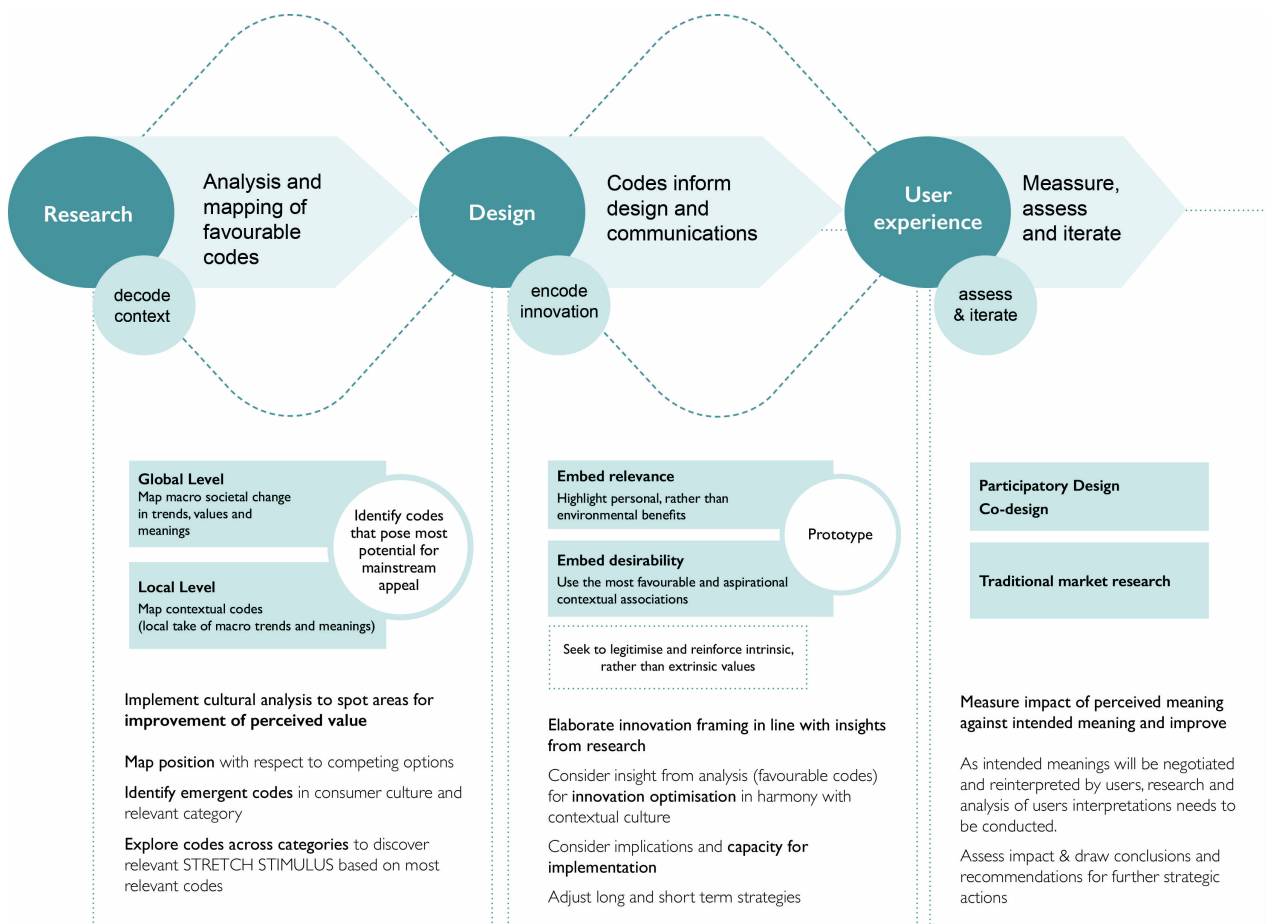 Research
Analysis and
mapping of
favourable
codes
decode
context
Design
Codes inform
design and
communications
encode
innovation
User
experience
Meassure,
assess
and iterate
assess
& iterate
Global Level
Map macro societal change
in trends, values and
meanings
Local Level
Map contextual codes
(local take of macro trends and meanings)
Identify codes
that pose most
potential for
mainstream
appeal
Implement cultural analysis to spot areas for
improvement of perceived value
Map position with respect to competing options
Identify emergent codes in consumer culture and
relevant category
Explore codes across categories to discover
relevant STRETCH STIMULUS based on most
relevant codes
Embed relevance
Highlight personal, rather than
environmental benefits
Embed desirability
Use the most favourable and aspirational
contextual associations
Prototype
Seek to legitimise and reinforce intrinsic,
rather than extrinsic values
Elaborate innovation framing in line with insights
from research
Consider insight from analysis (favourable codes)
for innovation optimisation in harmony with
contextual culture
Consider implications and capacity for
implementation
Adjust long and short term strategies
Participatory Design
Co-design
Traditional market research
Measure impact of perceived meaning
against intended meaning and improve
As intended meanings will be negotiated
and reinterpreted by users, research and
analysis of users interpretations needs to
be conducted.
Assess impact & draw conclusions and
recommendations for further strategic
actions